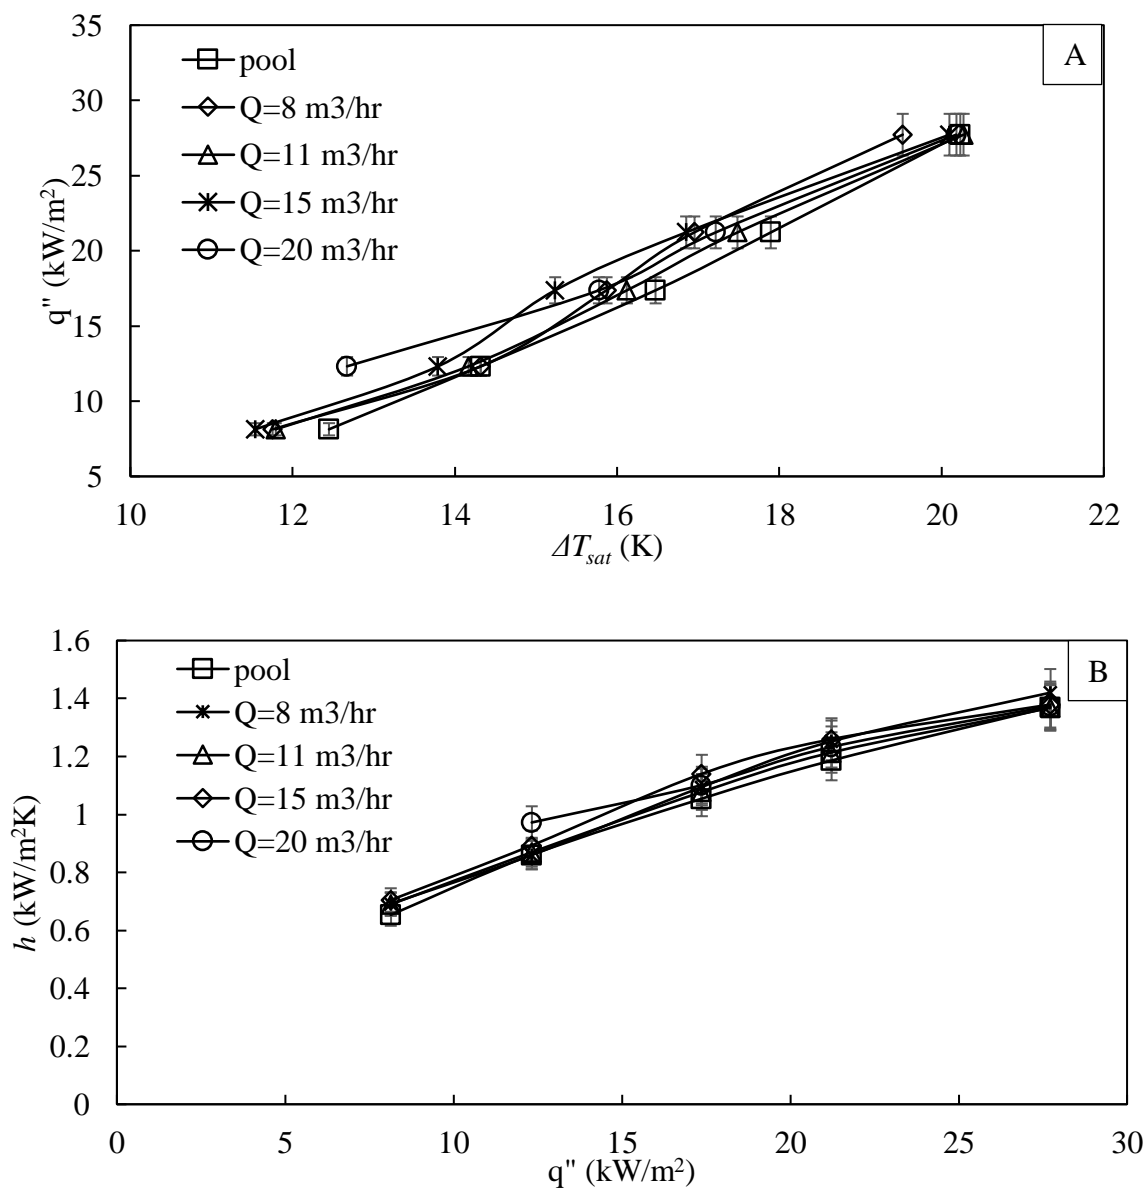 A
35
30
25
20
15
10
5
q" (kW/m²)
pool
Q=8 m3/hr
Q=11 m3/hr
Q=15 m3/hr
Q=20 m3/hr
10 12 14 16 18 20 22
ΔT_sat (K)
B
1.6
1.4
1.2
1
0.8
0.6
0.4
0.2
0
h (kW/m²K)
pool
Q=8 m3/hr
Q=11 m3/hr
Q=15 m3/hr
Q=20 m3/hr
0 5 10 15 20 25 30
q" (kW/m²)